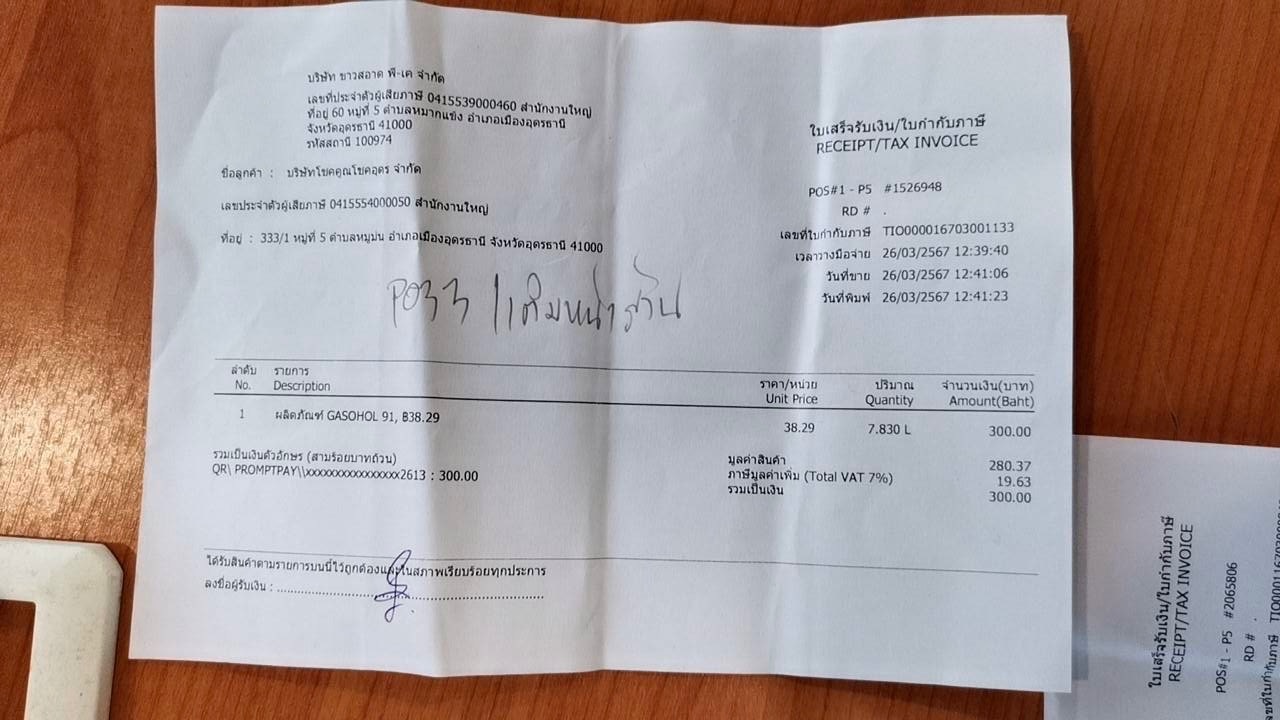 บริษัท ขาวสอาด พี-เค จำกัด
เลขที่ประจำตัวผู้เสียภาษี 0415539000460 สำนักงานใหญ่
ที่อยู่ 60 หมู่ที่ 5 ตำบลหมากแข้ง อำเภอเมืองอุดรธานี
จังหวัดอุดรธานี 41000
รหัสสถานี 100974
ใบเสร็จรับเงิน/ใบกำกับภาษี
RECEIPT/TAX INVOICE
ชื่อลูกค้า : บริษัทโชคคูณโชคอุดร จำกัด
เลขประจำตัวผู้เสียภาษี 0415554000050 สำนักงานใหญ่
ที่อยู่ : 333/1 หมู่ที่ 5 ตำบลหมูม่น อำเภอเมืองอุดรธานี จังหวัดอุดรธานี 41000
POS#1 - P5 #1526948
RD # .
เลขที่ใบกำกับภาษี TIO000016703001133
เวลาวางมือจ่าย 26/03/2567 12:39:40
วันที่ขาย 26/03/2567 12:41:06
วันที่พิมพ์ 26/03/2567 12:41:23
PO33 เติมหน้าร้าน
ลำดับ รายการ ราคา/หน่วย ปริมาณ จำนวนเงิน(บาท)
No. Description Unit Price Quantity Amount(Baht)
1 ผลิตภัณฑ์ GASOHOL 91, ฿38.29 38.29 7.830 L 300.00
รวมเป็นเงินตัวอักษร (สามร้อยบาทถ้วน)
QR\ PROMPTPAY\\xxxxxxxxxxxxxxxx2613 : 300.00
มูลค่าสินค้า 280.37
ภาษีมูลค่าเพิ่ม (Total VAT 7%) 19.63
รวมเป็นเงิน 300.00
ได้รับสินค้าตามรายการบนนี้ไว้ถูกต้องและในสภาพเรียบร้อยทุกประการ
ลงชื่อผู้รับเงิน :
ใบเสร็จรับเงิน/ใบกำกับภาษี
RECEIPT/TAX INVOICE
POS#1 - P5 #2065806
RD # .
เลขที่ใบกำกับภาษี